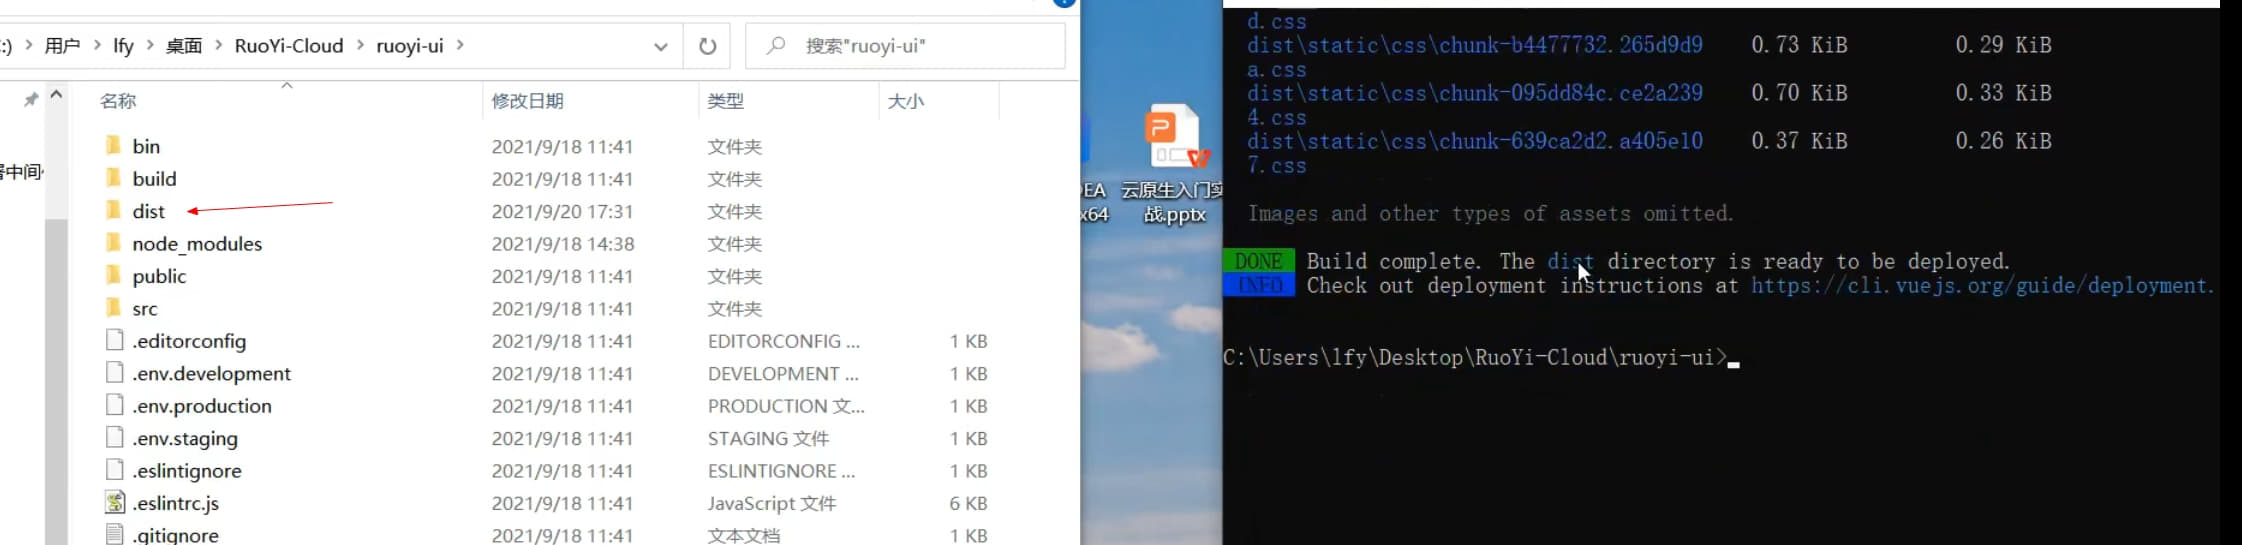 :) > 用户 > lfy > 桌面 > RuoYi-Cloud > ruoyi-ui >
搜索"ruoyi-ui"
名称 修改日期 类型 大小
bin 2021/9/18 11:41 文件夹
build 2021/9/18 11:41 文件夹
dist 2021/9/20 17:31 文件夹
node_modules 2021/9/18 14:38 文件夹
public 2021/9/18 11:41 文件夹
src 2021/9/18 11:41 文件夹
.editorconfig 2021/9/18 11:41 EDITORCONFIG ... 1 KB
.env.development 2021/9/18 11:41 DEVELOPMENT ... 1 KB
.env.production 2021/9/18 11:41 PRODUCTION 文... 1 KB
.env.staging 2021/9/18 11:41 STAGING 文件 1 KB
.eslintignore 2021/9/18 11:41 ESLINTIGNORE ... 1 KB
.eslintrc.js 2021/9/18 11:41 JavaScript 文件 6 KB
.gitignore 2021/9/18 11:41 文本文档 1 KB
中间
DEA
x64
云原生入门实
战.pptx
d.css
dist\static\css\chunk-b4477732.265d9d9 0.73 KiB 0.29 KiB
a.css
dist\static\css\chunk-095dd84c.ce2a239 0.70 KiB 0.33 KiB
4.css
dist\static\css\chunk-639ca2d2.a405e10 0.37 KiB 0.26 KiB
7.css
Images and other types of assets omitted.
DONE Build complete. The dist directory is ready to be deployed.
INFO Check out deployment instructions at https://cli.vuejs.org/guide/deployment.
C:\Users\lfy\Desktop\RuoYi-Cloud\ruoyi-ui>